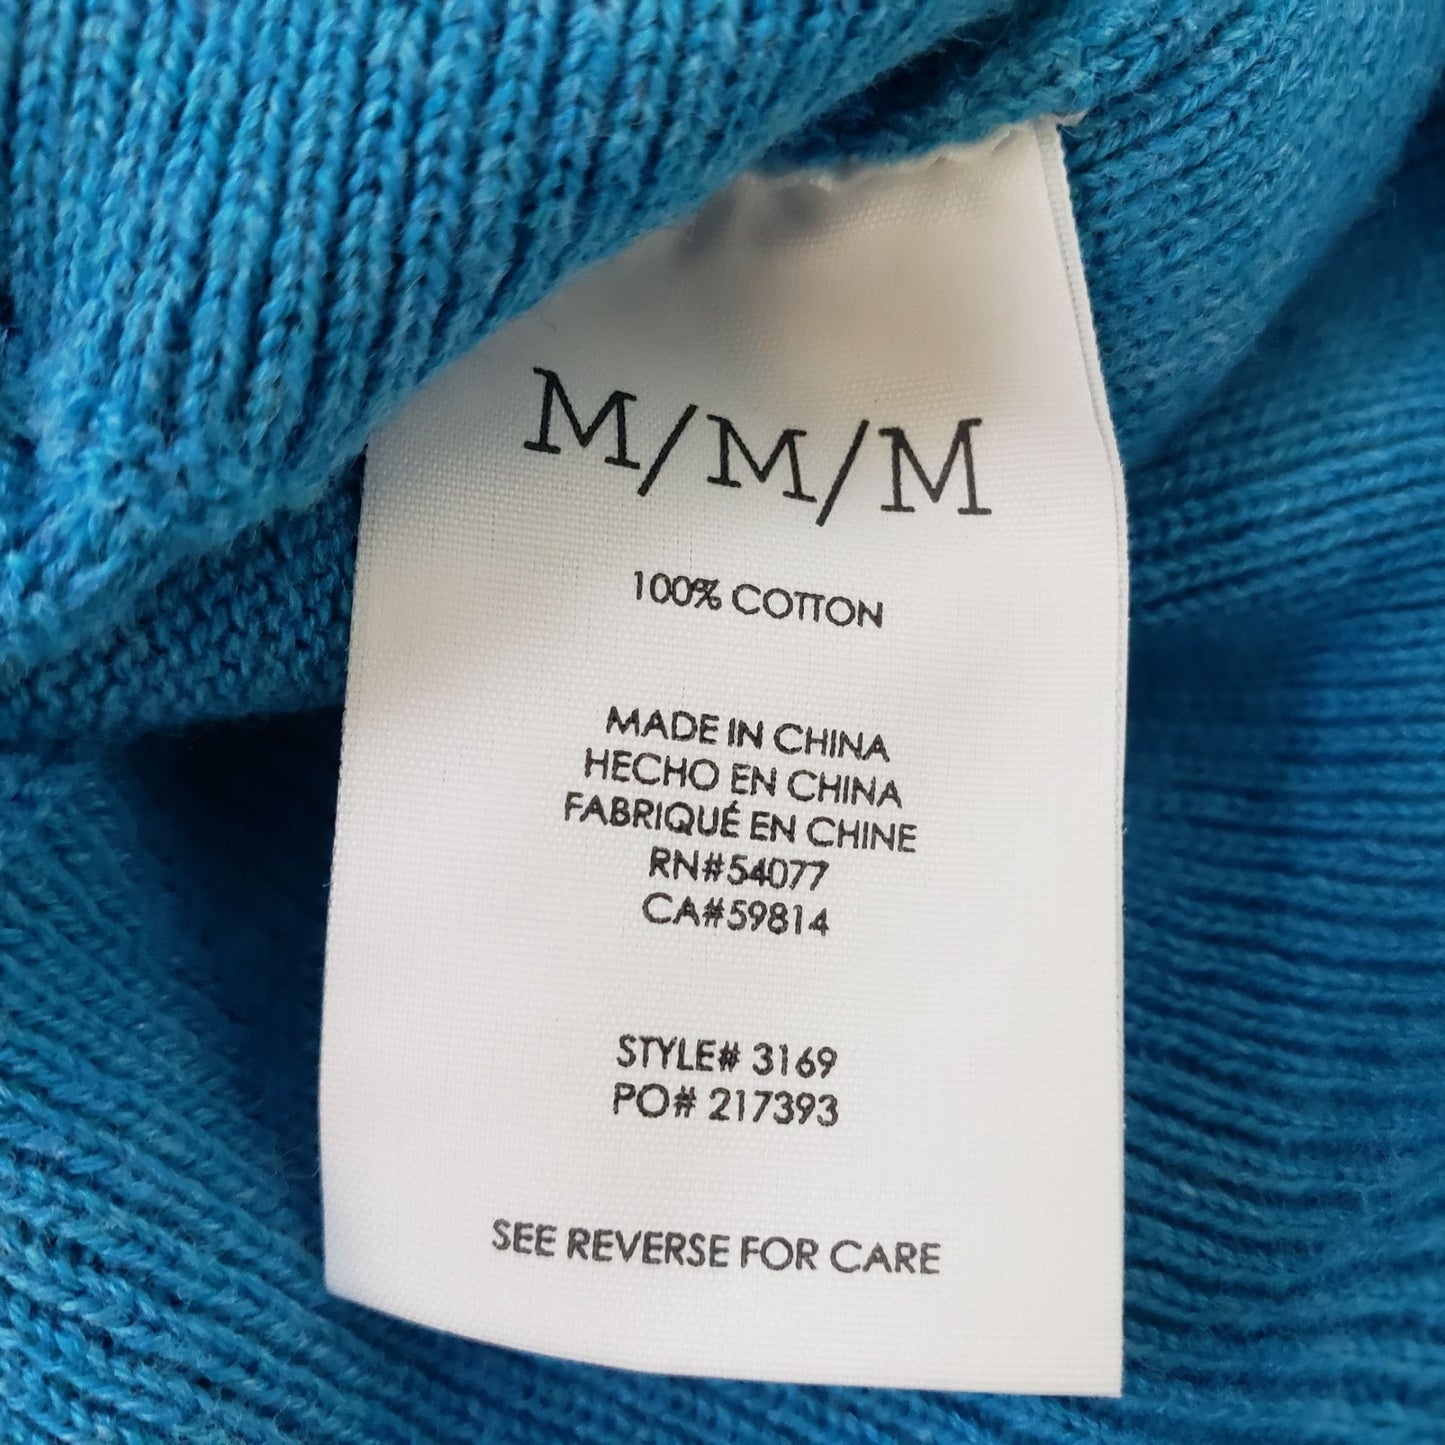 M/M/M
100% COTTON
MADE IN CHINA
HECHO EN CHINA
FABRIQUÉ EN CHINE
RN#54077
CA#59814
STYLE# 3169
PO# 217393
SEE REVERSE FOR CARE